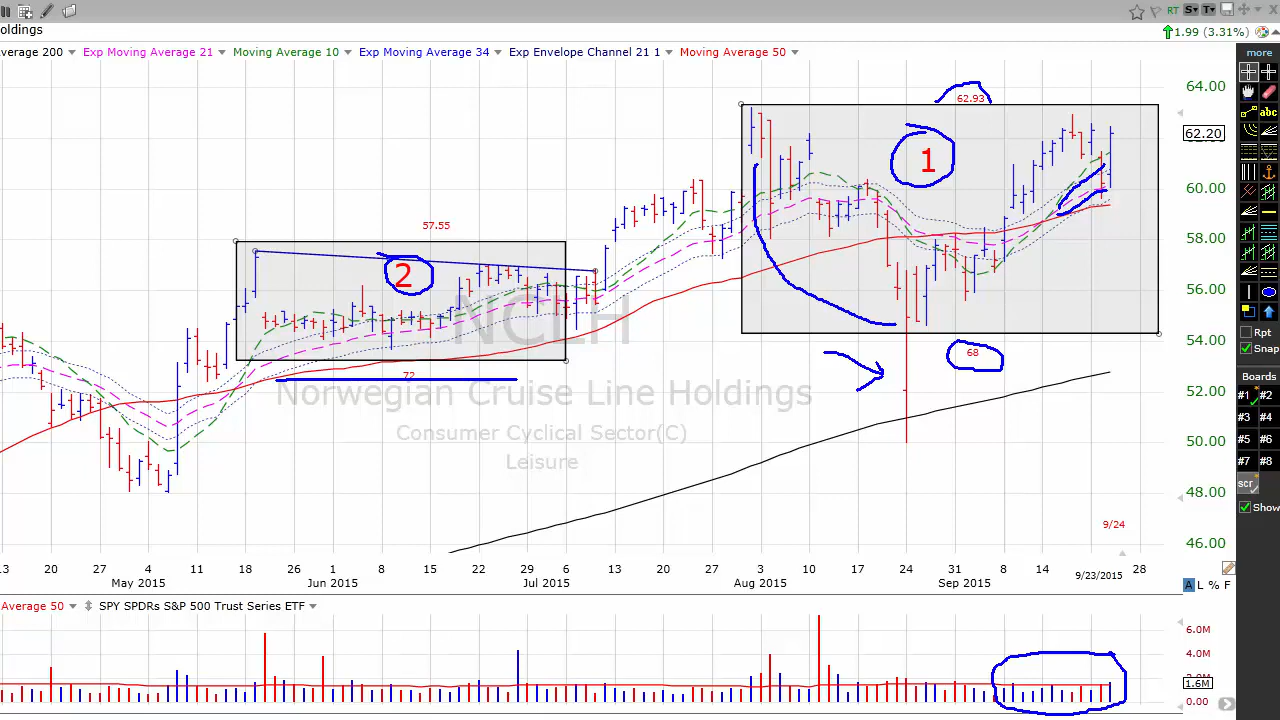 RT S▾ T▾
oldings
1.99 (3.31%)
verage 200 Exp Moving Average 21 Moving Average 10 Exp Moving Average 34 Exp Envelope Channel 21 1 Moving Average 50
more
abc
64.00
62.93
62.20
1
60.00
57.55
58.00
2
56.00
NCLH
54.00
68
Rpt
Snap
72
Boards
Norwegian Cruise Line Holdings
52.00
#1 #2
#3 #4
Consumer Cyclical Sector(C)
50.00
#5 #6
Leisure
#7 #8
48.00
scr
Show
9/24
46.00
13 20 27 4 11 18 26 1 8 15 22 29 6 13 20 27 3 10 17 24 31 8 14 9/23/2015 28
May 2015 Jun 2015 Jul 2015 Aug 2015 Sep 2015
A L % F
Average 50 SPY SPDRs S&P 500 Trust Series ETF
6.0M
4.0M
1.6M
0.00